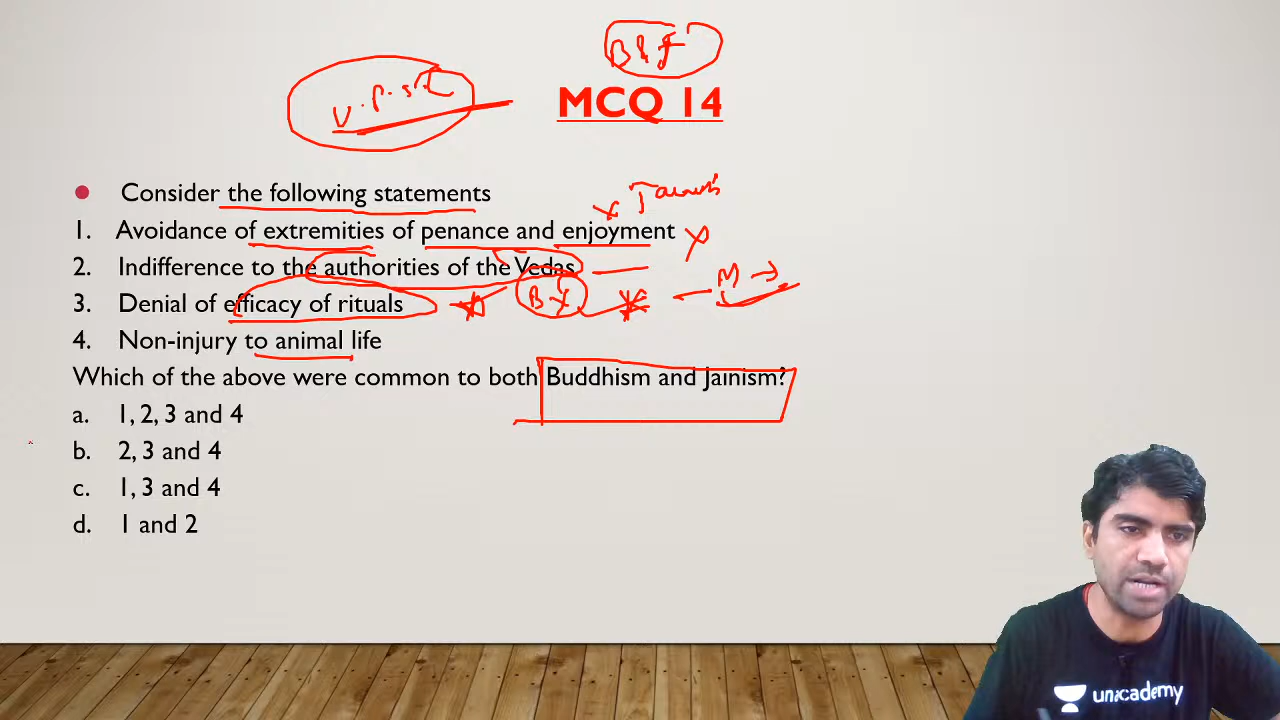 B & J
MCQ 14
Consider the following statements
Jainism
1. Avoidance of extremities of penance and enjoyment
2. Indifference to the authorities of the Vedas
3. Denial of efficacy of rituals
4. Non-injury to animal life
Which of the above were common to both Buddhism and Jainism?
a. 1, 2, 3 and 4
b. 2, 3 and 4
c. 1, 3 and 4
d. 1 and 2
unacademy